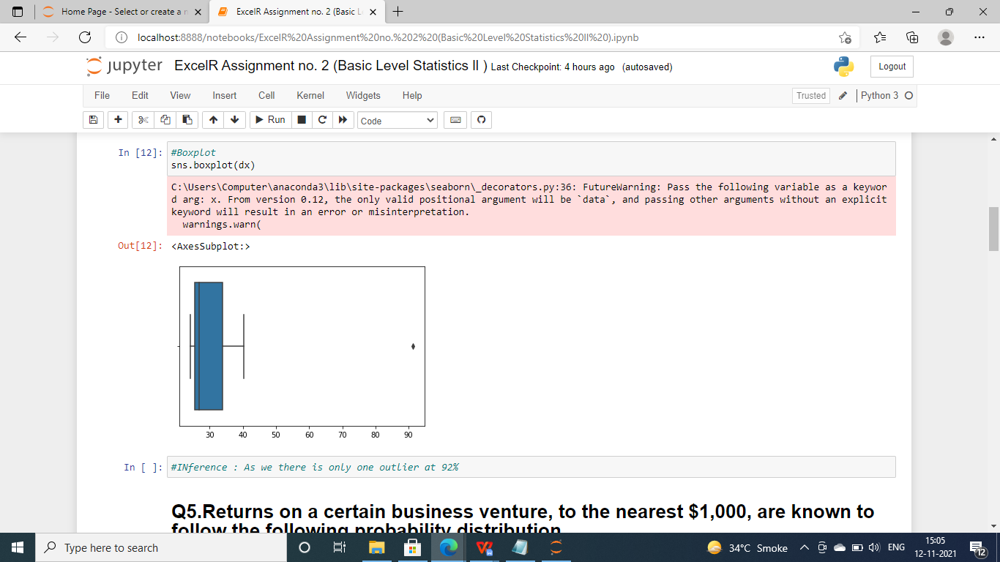 Home Page - Select or create a n
ExcelR Assignment no. 2 (Basic L
localhost:8888/notebooks/ExcelR%20Assignment%20no.%202%20(Basic%20Level%20Statistics%20II%20).ipynb
jupyter ExcelR Assignment no. 2 (Basic Level Statistics II ) Last Checkpoint: 4 hours ago (autosaved)
Logout
File Edit View Insert Cell Kernel Widgets Help
Trusted Python 3
Run Code
In [12]: #Boxplot
sns.boxplot(dx)
C:\Users\Computer\anaconda3\lib\site-packages\seaborn\_decorators.py:36: FutureWarning: Pass the following variable as a keywor
d arg: x. From version 0.12, the only valid positional argument will be `data`, and passing other arguments without an explicit
keyword will result in an error or misinterpretation.
warnings.warn(
Out[12]: <AxesSubplot:>
30 40 50 60 70 80 90
In [ ]: #INference : As we there is only one outlier at 92%
Q5.Returns on a certain business venture, to the nearest $1,000, are known to
follow the following probability distribution
Type here to search
34°C Smoke
ENG
15:05
12-11-2021
12